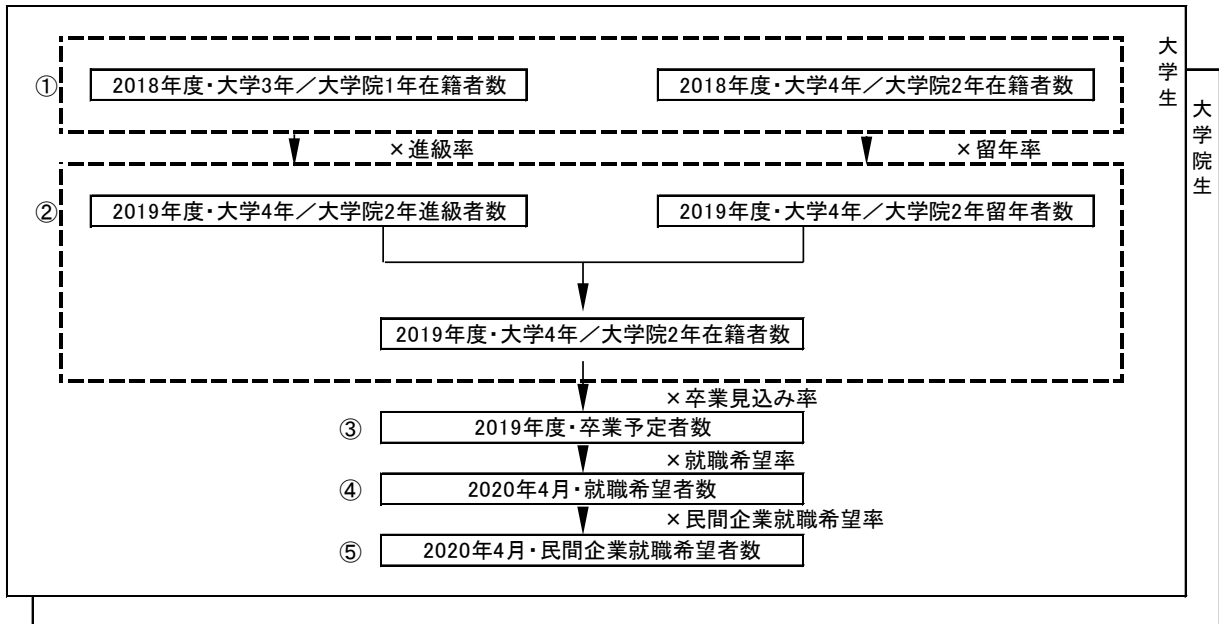 大学生
大学院生
①
2018年度・大学3年／大学院1年在籍者数
2018年度・大学4年／大学院2年在籍者数
×進級率
×留年率
②
2019年度・大学4年／大学院2年進級者数
2019年度・大学4年／大学院2年留年者数
2019年度・大学4年／大学院2年在籍者数
×卒業見込み率
③
2019年度・卒業予定者数
×就職希望率
④
2020年4月・就職希望者数
×民間企業就職希望率
⑤
2020年4月・民間企業就職希望者数